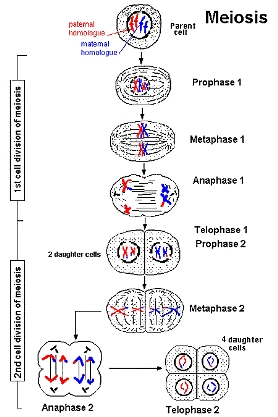 Meiosis
paternal
homologue
maternal
homologue
Parent
cell
Prophase 1
Metaphase 1
Anaphase 1
1st cell division of meiosis
Telophase 1
Prophase 2
2 daughter cells
Metaphase 2
2nd cell division of meiosis
4 daughter
cells
Anaphase 2
Telophase 2